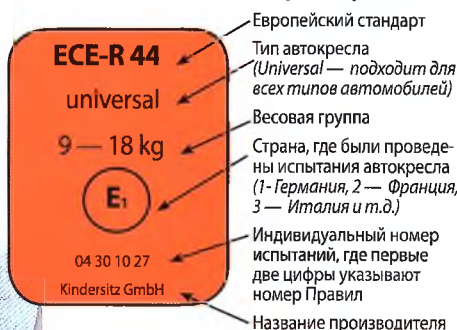 ECE-R 44
universal
9 — 18 kg
E1
04 30 10 27
Kindersitz GmbH
Европейский стандарт
Тип автокресла
(Universal — подходит для
всех типов автомобилей)
Весовая группа
Страна, где были проведе-
ны испытания автокресла
(1- Германия, 2 — Франция,
3 — Италия и т.д.)
Индивидуальный номер
испытаний, где первые
две цифры указывают
номер Правил
Название производителя